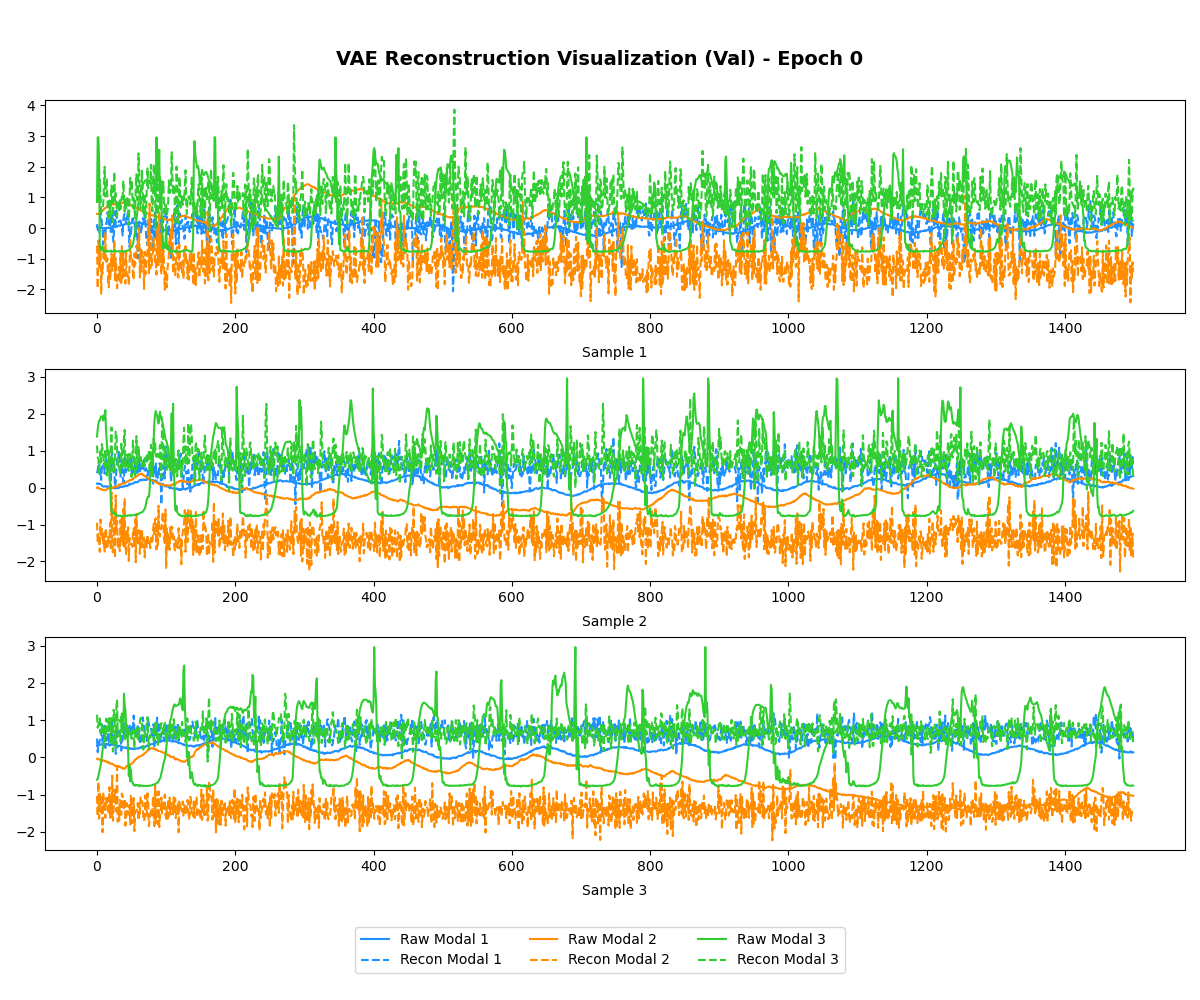 VAE Reconstruction Visualization (Val) - Epoch 0
4
3
2
1
0
−1
−2
0 200 400 600 800 1000 1200 1400
Sample 1
3
2
1
0
−1
−2
0 200 400 600 800 1000 1200 1400
Sample 2
3
2
1
0
−1
−2
0 200 400 600 800 1000 1200 1400
Sample 3
Raw Modal 1 Raw Modal 2 Raw Modal 3
Recon Modal 1 Recon Modal 2 Recon Modal 3